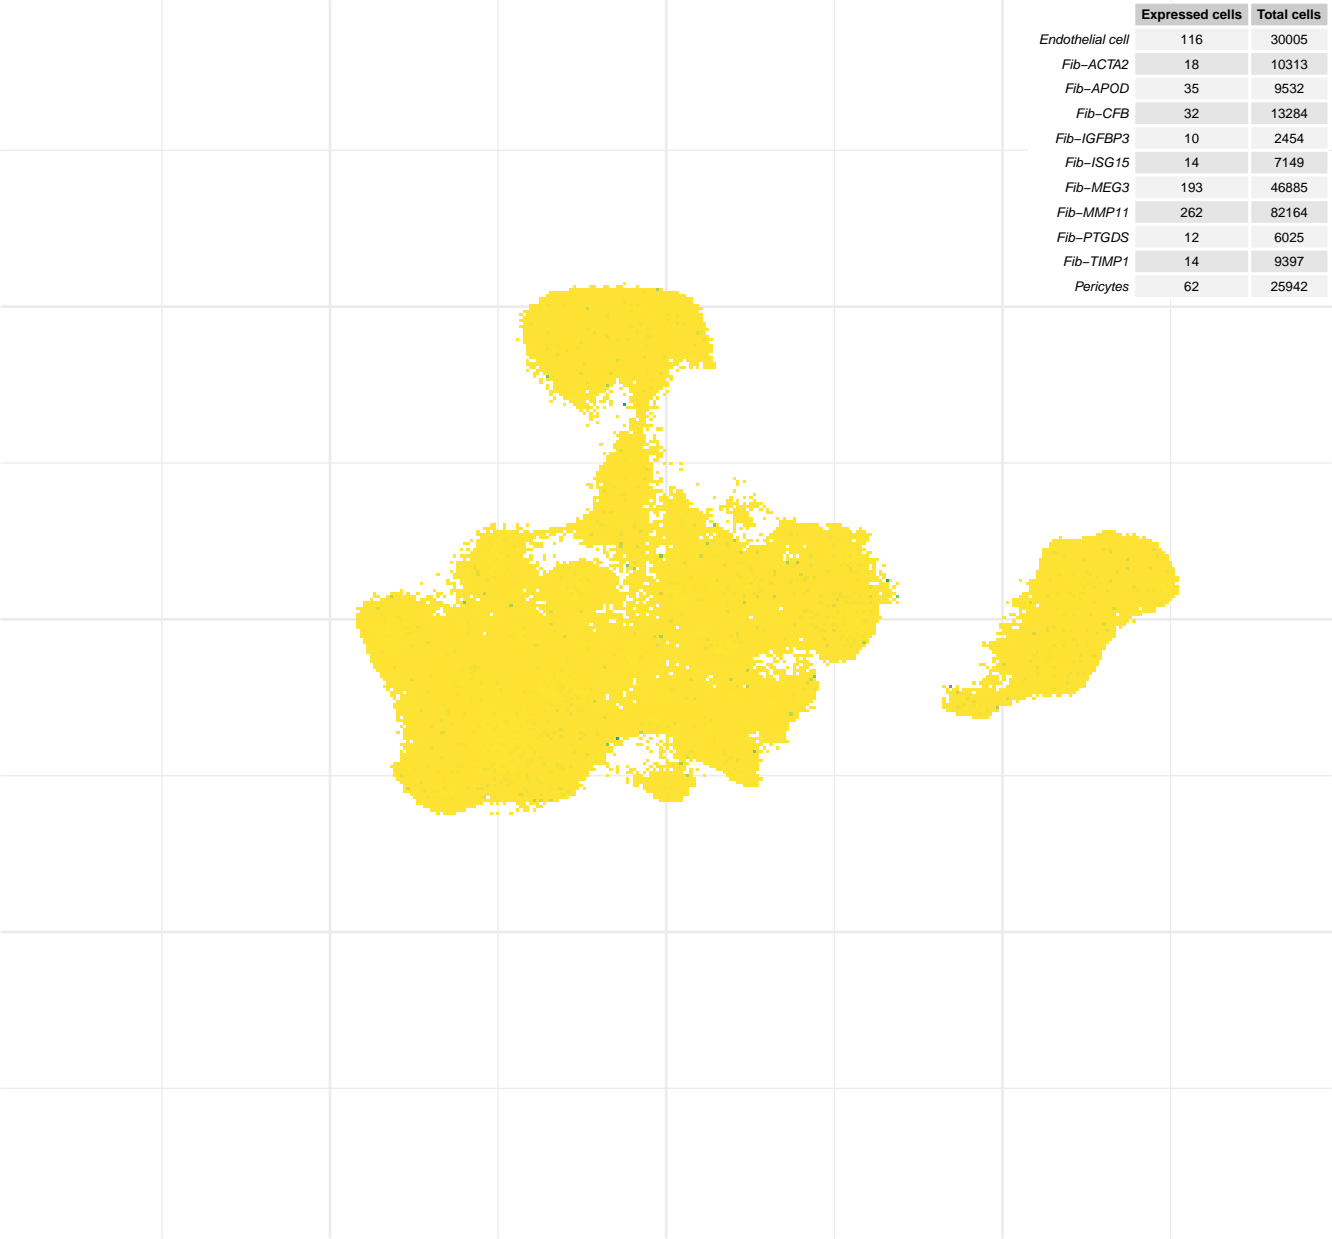 Expressed cells Total cells
Endothelial cell 116 30005
Fib−ACTA2 18 10313
Fib−APOD 35 9532
Fib−CFB 32 13284
Fib−IGFBP3 10 2454
Fib−ISG15 14 7149
Fib−MEG3 193 46885
Fib−MMP11 262 82164
Fib−PTGDS 12 6025
Fib−TIMP1 14 9397
Pericytes 62 25942